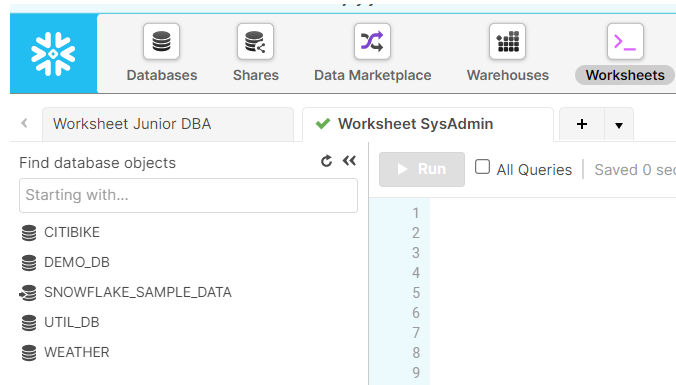 Databases
Shares
Data Marketplace
Warehouses
Worksheets
Worksheet Junior DBA
Worksheet SysAdmin
Find database objects
Starting with...
CITIBIKE
DEMO_DB
SNOWFLAKE_SAMPLE_DATA
UTIL_DB
WEATHER
Run
All Queries
Saved 0 sec
1
2
3
4
5
6
7
8
9